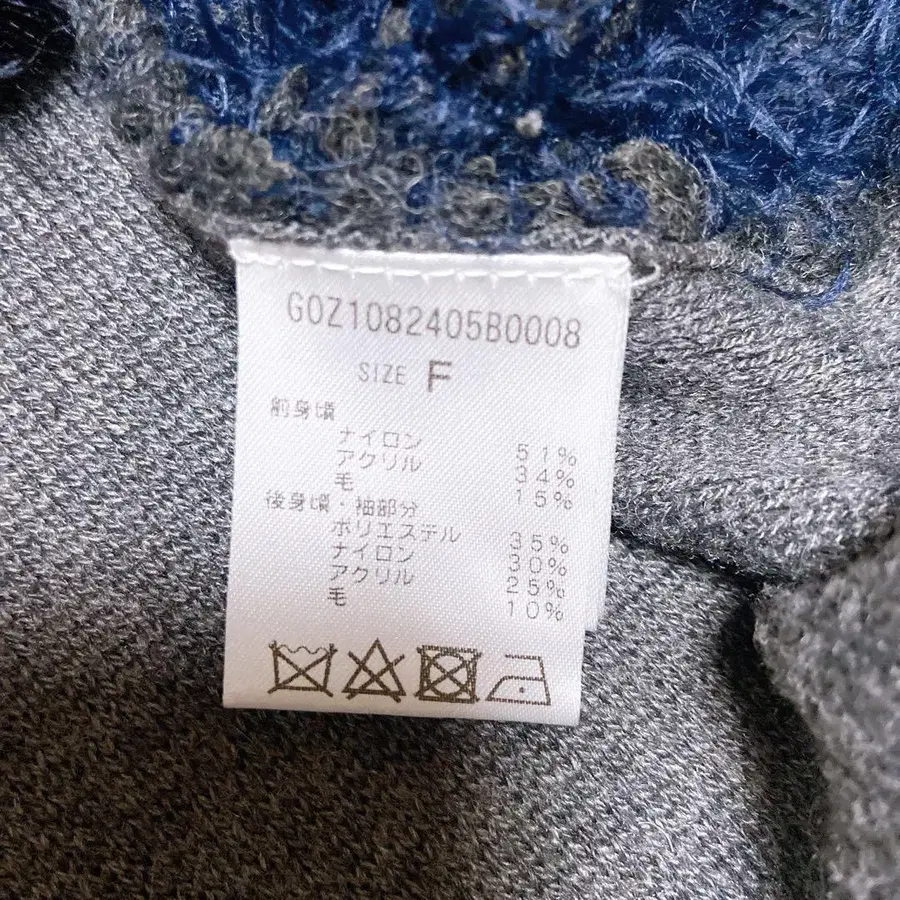 G0Z1082405B0008
SIZE F
前身頃
ナイロン 51%
アクリル 34%
毛 15%
後身頃・袖部分
ポリエステル 35%
ナイロン 30%
アクリル 25%
毛 10%